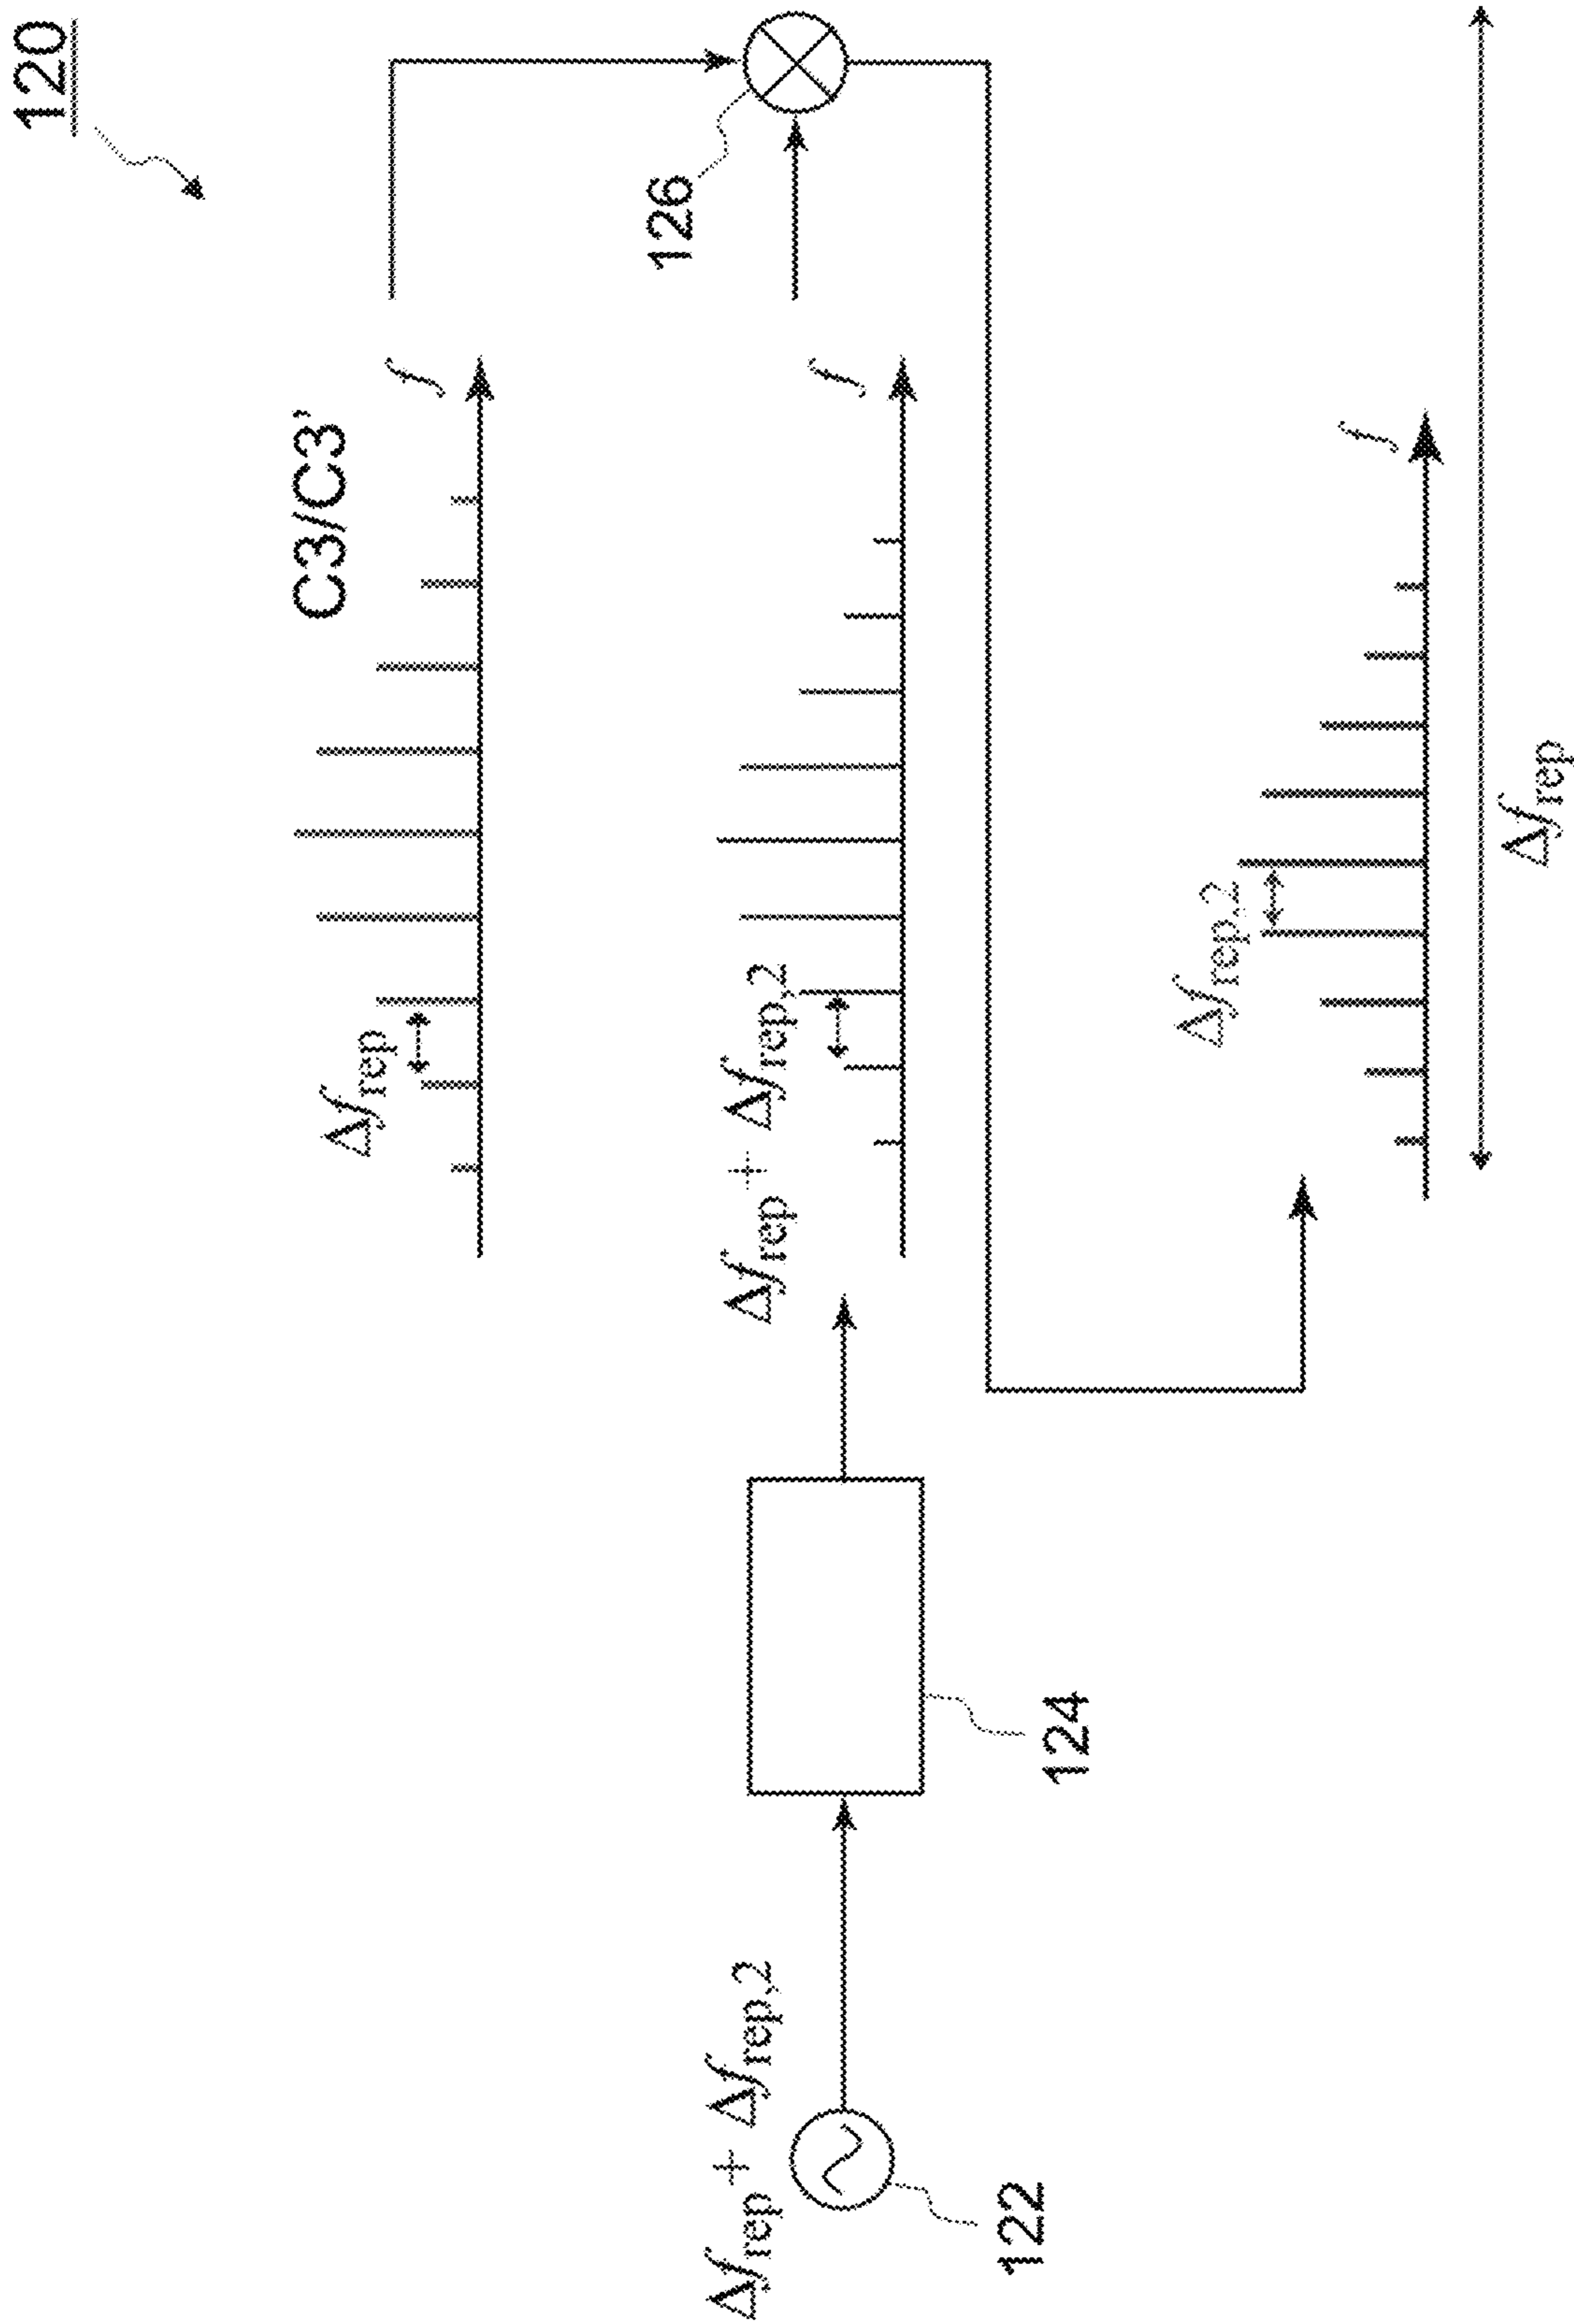 120
C3/C3'
Δf_rep
f
126
Δf_rep + Δf_rep,2
Δf_rep + Δf_rep,2
f
122
124
Δf_rep,2
f
Δf_rep